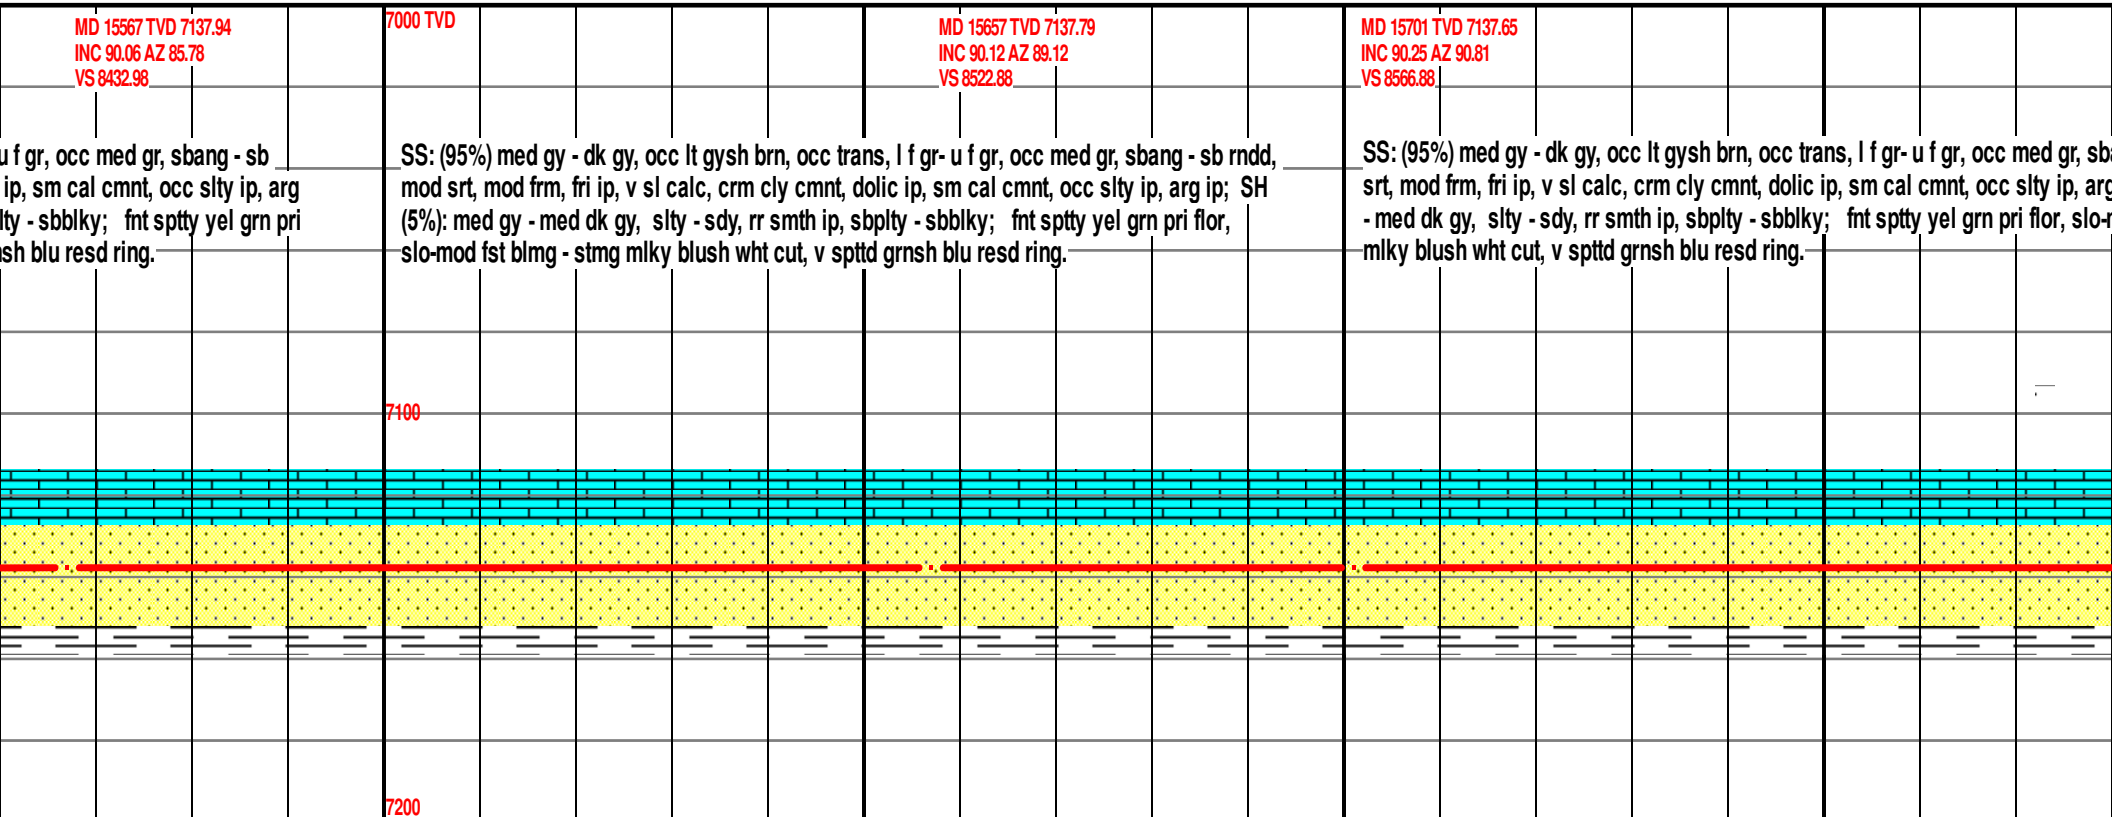 MD 15567 TVD 7137.94
INC 90.06 AZ 85.78
VS 8432.98
7000 TVD
MD 15657 TVD 7137.79
INC 90.12 AZ 89.12
VS 8522.88
MD 15701 TVD 7137.65
INC 90.25 AZ 90.81
VS 8566.88
u f gr, occ med gr, sbang - sb
ip, sm cal cmnt, occ slty ip, arg
lty - sbblky; fnt sptty yel grn pri
sh blu resd ring.
SS: (95%) med gy - dk gy, occ lt gysh brn, occ trans, l f gr- u f gr, occ med gr, sbang - sb rndd,
mod srt, mod frm, fri ip, v sl calc, crm cly cmnt, dolic ip, sm cal cmnt, occ slty ip, arg ip; SH
(5%): med gy - med dk gy, slty - sdy, rr smth ip, sbplty - sbblky; fnt sptty yel grn pri flor,
slo-mod fst blmg - stmg mlky blush wht cut, v spttd grnsh blu resd ring.
SS: (95%) med gy - dk gy, occ lt gysh brn, occ trans, l f gr- u f gr, occ med gr, sb
srt, mod frm, fri ip, v sl calc, crm cly cmnt, dolic ip, sm cal cmnt, occ slty ip, arg
- med dk gy, slty - sdy, rr smth ip, sbplty - sbblky; fnt sptty yel grn pri flor, slo-
mlky blush wht cut, v spttd grnsh blu resd ring.
7100
7200